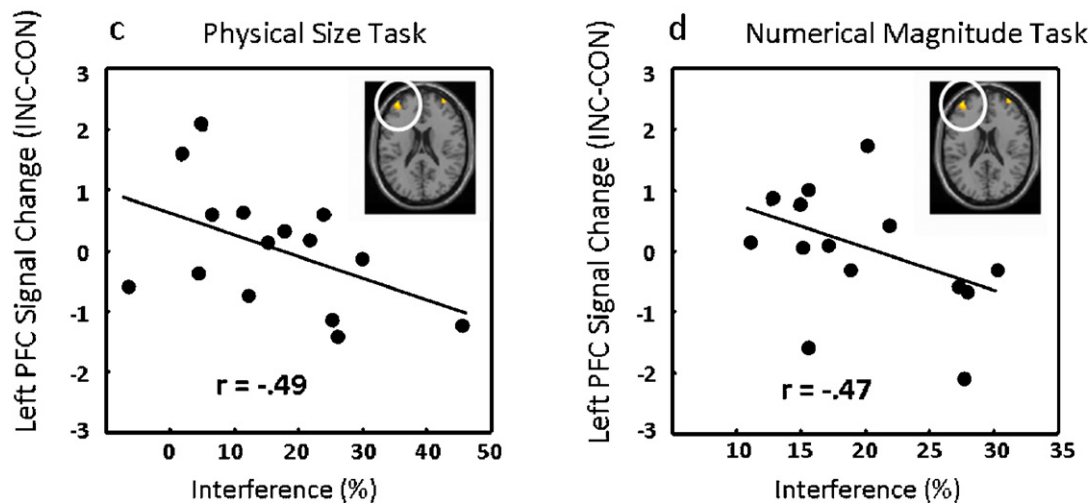 c Physical Size Task
Left PFC Signal Change (INC-CON)
3
2
1
0
-1
-2
-3
r = -.49
0 10 20 30 40 50
Interference (%)
d Numerical Magnitude Task
Left PFC Signal Change (INC-CON)
3
2
1
0
-1
-2
-3
r = -.47
10 15 20 25 30 35
Interference (%)